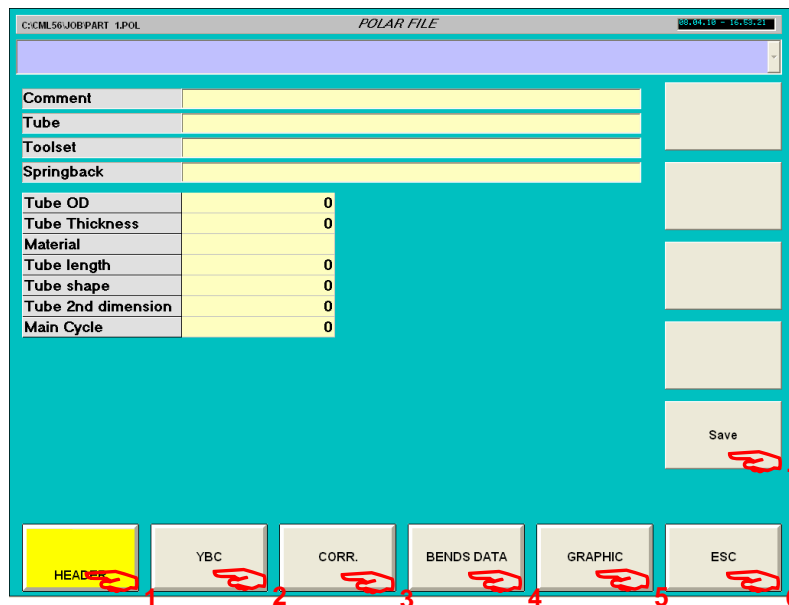 C:\CML56\JOB\PART 1.POL POLAR FILE 08.04.10 - 16.53.21
Comment
Tube
Toolset
Springback
Tube OD 0
Tube Thickness 0
Material
Tube length 0
Tube shape 0
Tube 2nd dimension 0
Main Cycle 0
Save
HEADER YBC CORR. BENDS DATA GRAPHIC ESC
1 2 3 4 5 6